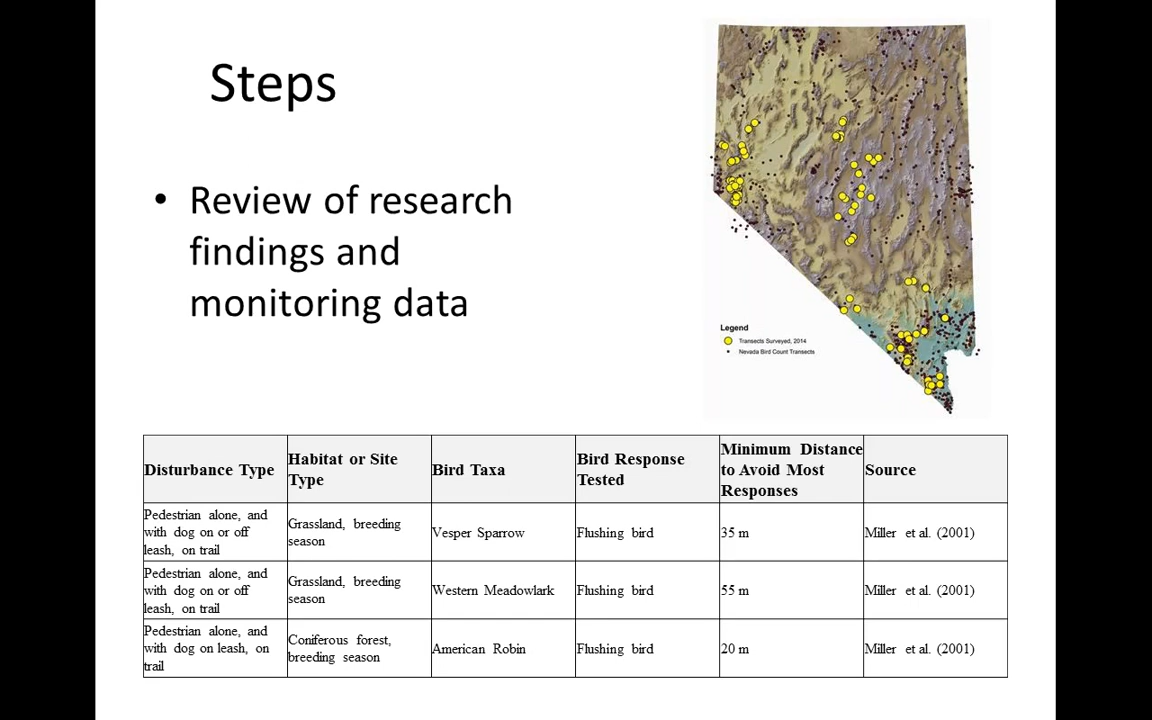 Steps
• Review of research
findings and
monitoring data
Legend
Transects Surveyed, 2014
Nevada Bird Count Transects
Disturbance Type
Habitat or Site
Type
Bird Taxa
Bird Response
Tested
Minimum Distance
to Avoid Most
Responses
Source
Pedestrian alone, and
with dog on or off
leash, on trail
Grassland, breeding
season
Vesper Sparrow
Flushing bird
35 m
Miller et al. (2001)
Pedestrian alone, and
with dog on or off
leash, on trail
Grassland, breeding
season
Western Meadowlark
Flushing bird
55 m
Miller et al. (2001)
Pedestrian alone, and
with dog on leash, on
trail
Coniferous forest,
breeding season
American Robin
Flushing bird
20 m
Miller et al. (2001)